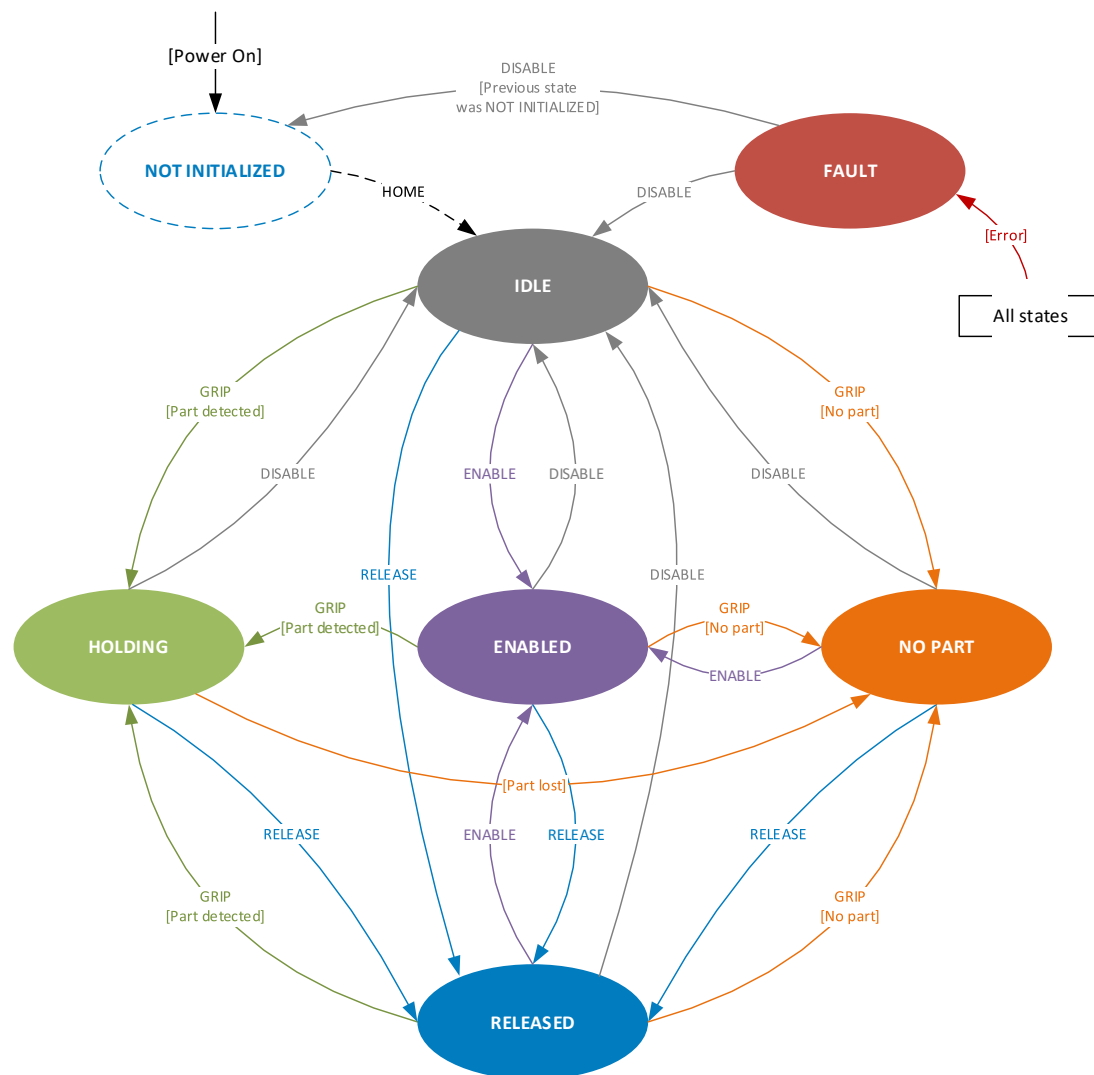 [Power On]
DISABLE
[Previous state
was NOT INITIALIZED]
NOT INITIALIZED
FAULT
HOME
DISABLE
[Error]
IDLE
All states
GRIP
[Part detected]
GRIP
[No part]
DISABLE
ENABLE
DISABLE
DISABLE
RELEASE
DISABLE
GRIP
[Part detected]
GRIP
[No part]
HOLDING
ENABLED
NO PART
ENABLE
[Part lost]
RELEASE
ENABLE
RELEASE
RELEASE
GRIP
[Part detected]
GRIP
[No part]
RELEASED